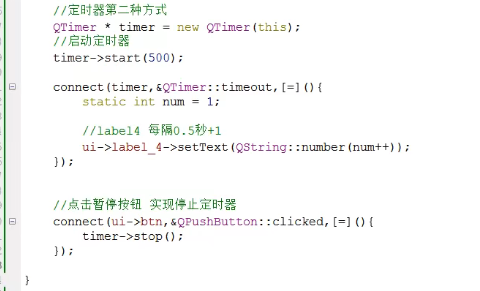 //定时器第二种方式
QTimer * timer = new QTimer(this);
//启动定时器
timer->start(500);
connect(timer,&QTimer::timeout,[=](){
static int num = 1;
//label4 每隔0.5秒+1
ui->label_4->setText(QString::number(num++));
});
//点击暂停按钮 实现停止定时器
connect(ui->btn,&QPushButton::clicked,[=](){
timer->stop();
});
}